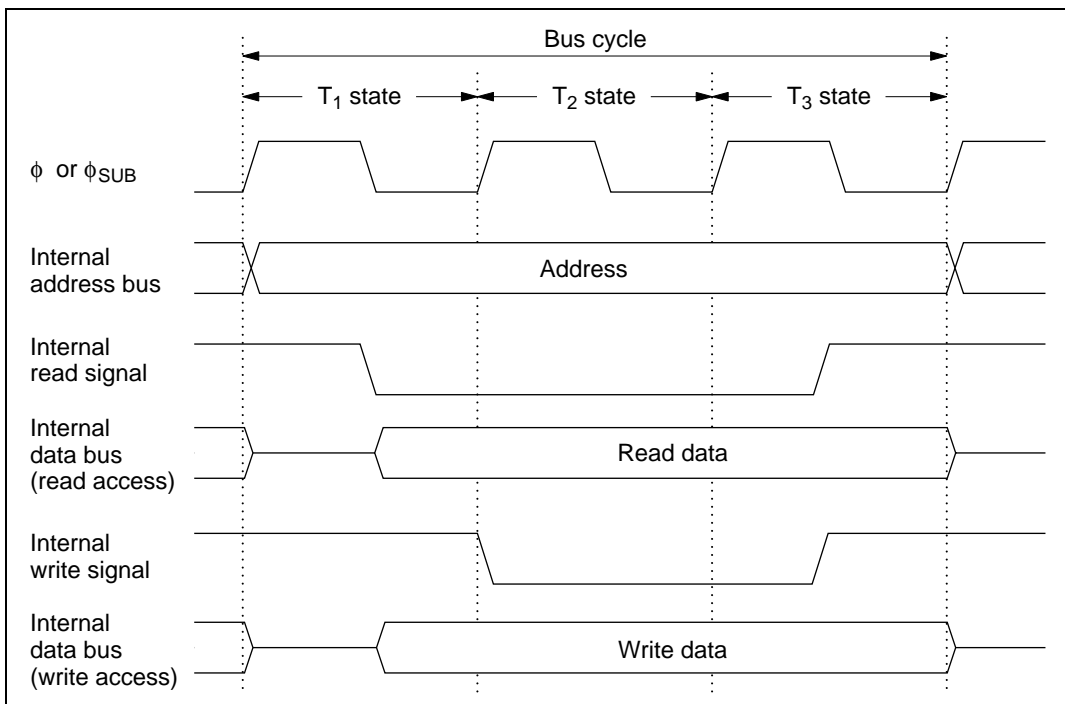 Bus cycle
T₁ state
T₂ state
T₃ state
ϕ or ϕSUB
Internal
address bus
Address
Internal
read signal
Internal
data bus
(read access)
Read data
Internal
write signal
Internal
data bus
(write access)
Write data